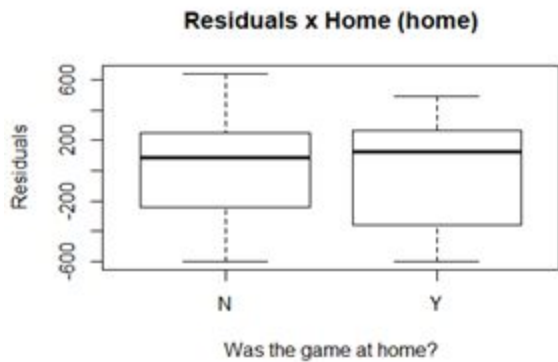 Residuals x Home (home)
Residuals
600
200
-200
-600
N
Y
Was the game at home?